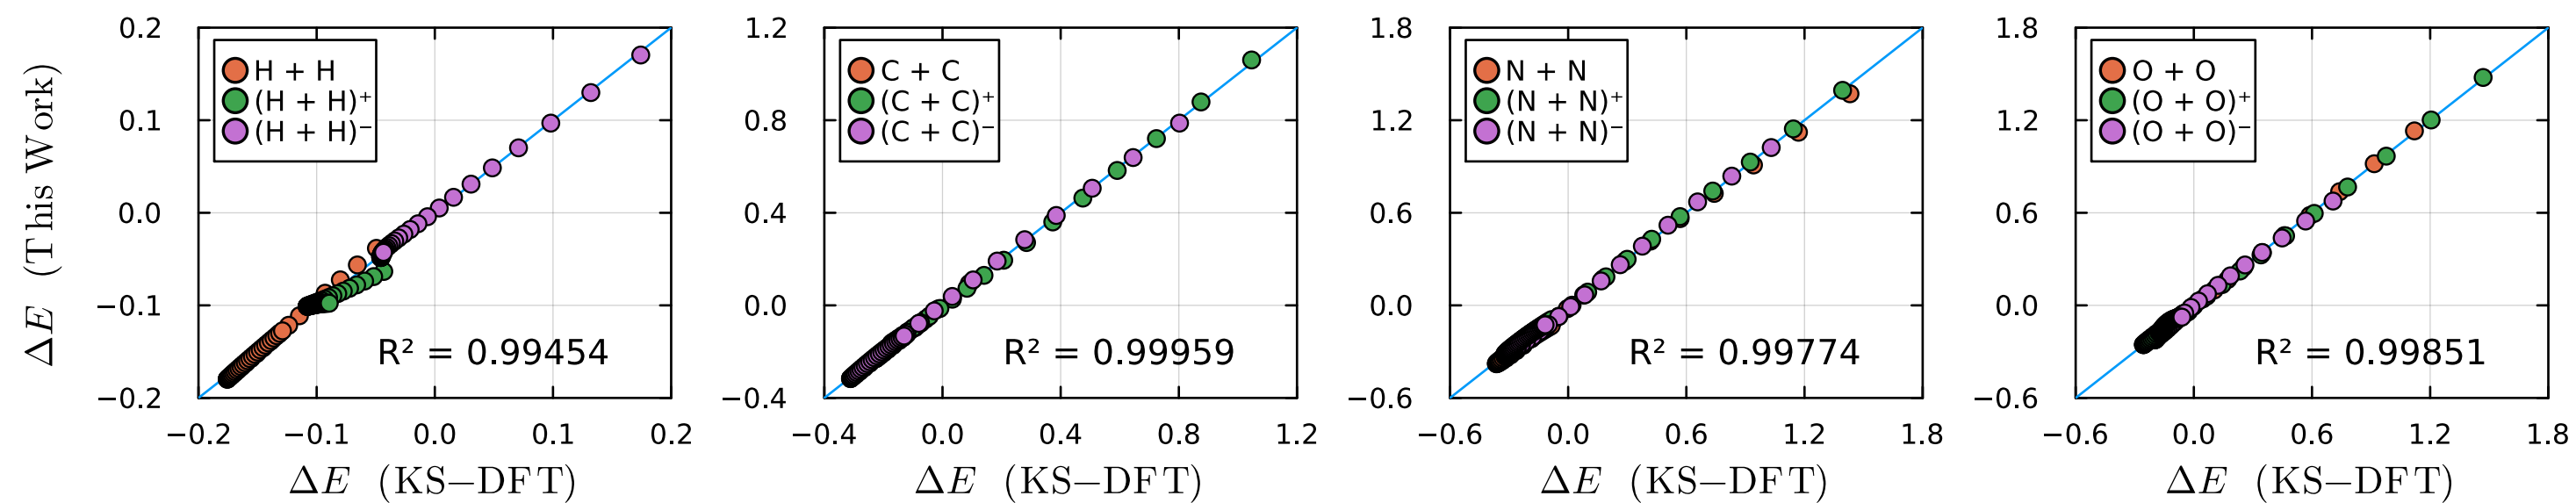 ΔE (This Work)
0.2
0.1
0.0
−0.1
−0.2
H + H
(H + H)⁺
(H + H)⁻
R² = 0.99454
−0.2 −0.1 0.0 0.1 0.2
ΔE (KS−DFT)
1.2
0.8
0.4
0.0
−0.4
C + C
(C + C)⁺
(C + C)⁻
R² = 0.99959
−0.4 0.0 0.4 0.8 1.2
ΔE (KS−DFT)
1.8
1.2
0.6
0.0
−0.6
N + N
(N + N)⁺
(N + N)⁻
R² = 0.99774
−0.6 0.0 0.6 1.2 1.8
ΔE (KS−DFT)
1.8
1.2
0.6
0.0
−0.6
O + O
(O + O)⁺
(O + O)⁻
R² = 0.99851
−0.6 0.0 0.6 1.2 1.8
ΔE (KS−DFT)